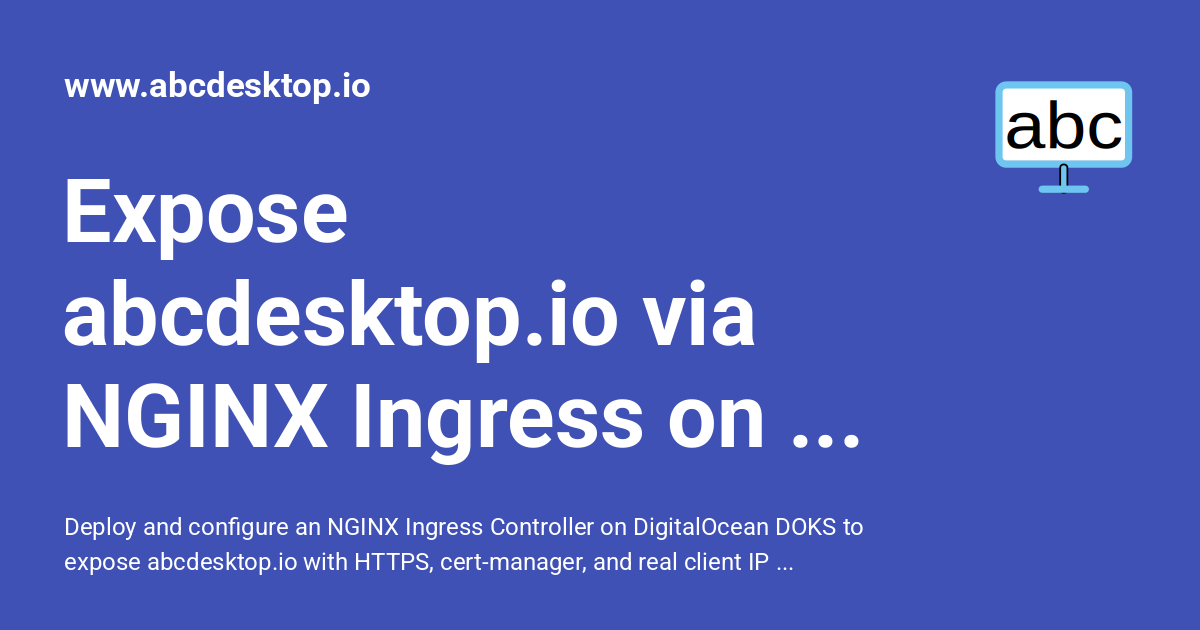 www.abcdesktop.io
abc
Expose
abcdesktop.io via
NGINX Ingress on ...
Deploy and configure an NGINX Ingress Controller on DigitalOcean DOKS to
expose abcdesktop.io with HTTPS, cert-manager, and real client IP ...